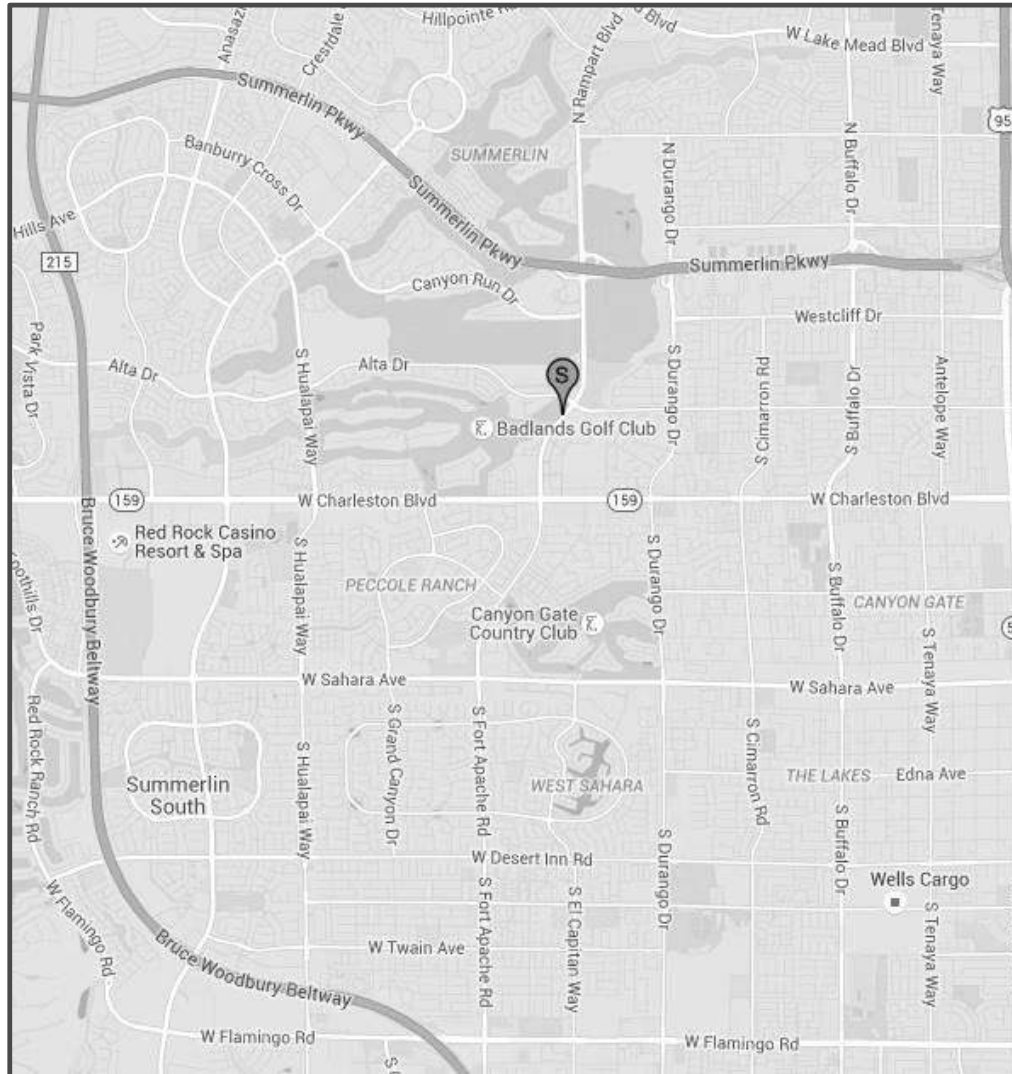 Hillpointe
Blvd
W Lake Mead Blvd
Tenaya Way
Anasazi
Crestdale
N Rampart Blvd
Summerlin Pkwy
95
SUMMERLIN
Banbury Cross Dr
N Durango Dr
N Buffalo Dr
Summerlin Pkwy
Hills Ave
215
Summerlin Pkwy
Canyon Run Dr
Westcliff Dr
Park Vista Dr
Alta Dr
S Hualapai Way
Alta Dr
S
S Durango Dr
S Cimarron Rd
S Buffalo Dr
Antelope Way
Badlands Golf Club
159
W Charleston Blvd
159
W Charleston Blvd
Bruce Woodbury Beltway
Red Rock Casino
Resort & Spa
S Hualapai Way
PECCOLE RANCH
S Durango Dr
S Buffalo Dr
CANYON GATE
oothills Dr
Canyon Gate
Country Club
5
S Tenaya Way
W Sahara Ave
W Sahara Ave
Red Rock Ranch Rd
S Hualapai Way
S Grand Canyon Dr
S Fort Apache Rd
S Cimarron Rd
Summerlin
South
WEST SAHARA
THE LAKES
Edna Ave
S Buffalo Dr
W Desert Inn Rd
S Durango Dr
Wells Cargo
W Flamingo Rd
S Fort Apache Rd
S El Capitan Way
S Tenaya Way
W Twain Ave
Bruce Woodbury Beltway
W Flamingo Rd
W Flamingo Rd